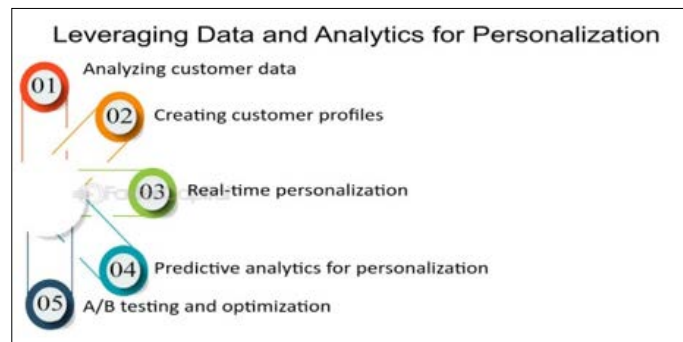 Leveraging Data and Analytics for Personalization
01
Analyzing customer data
02
Creating customer profiles
03
Real-time personalization
04
Predictive analytics for personalization
05
A/B testing and optimization